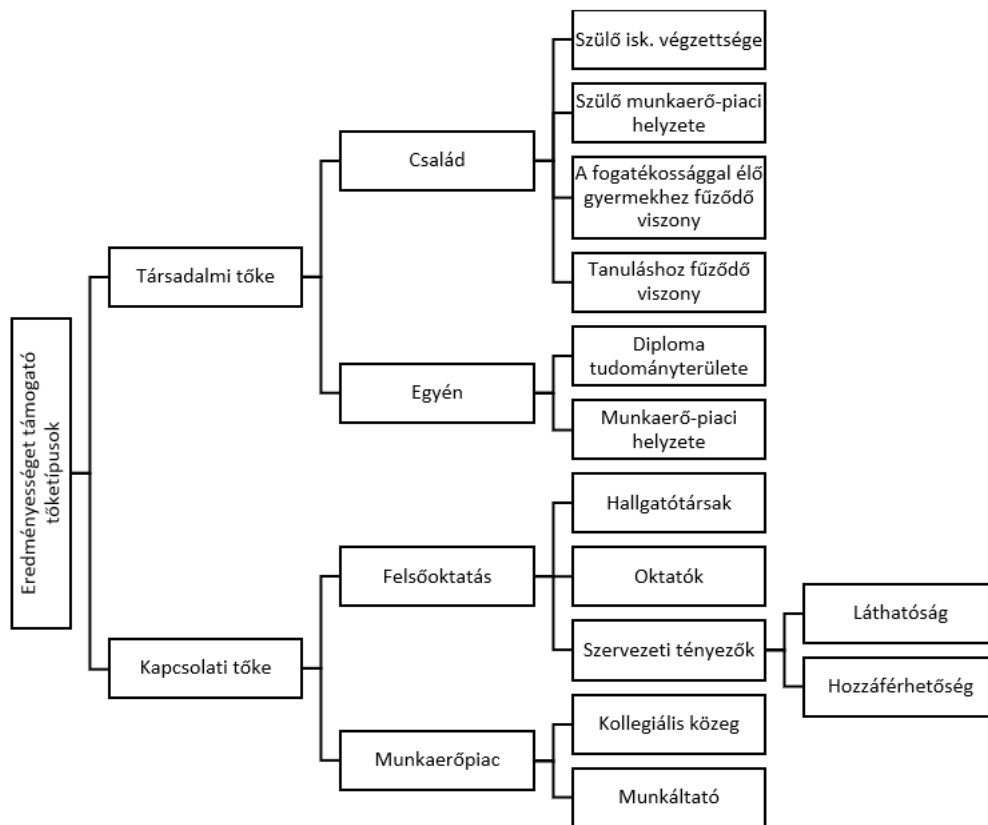 Szülő isk. végzettsége
Szülő munkaerő-piaci
helyzete
Család
A fogatékossággal élő
gyermekhez fűződő
viszony
Társadalmi tőke
Tanuláshoz fűződő
viszony
Diploma
tudományterülete
Egyén
Munkaerő-piaci
helyzete
Eredményességet támogató
tőketípusok
Hallgatótársak
Felsőoktatás
Oktatók
Láthatóság
Szervezeti tényezők
Kapcsolati tőke
Hozzáférhetőség
Kollegiális közeg
Munkaerőpiac
Munkáltató